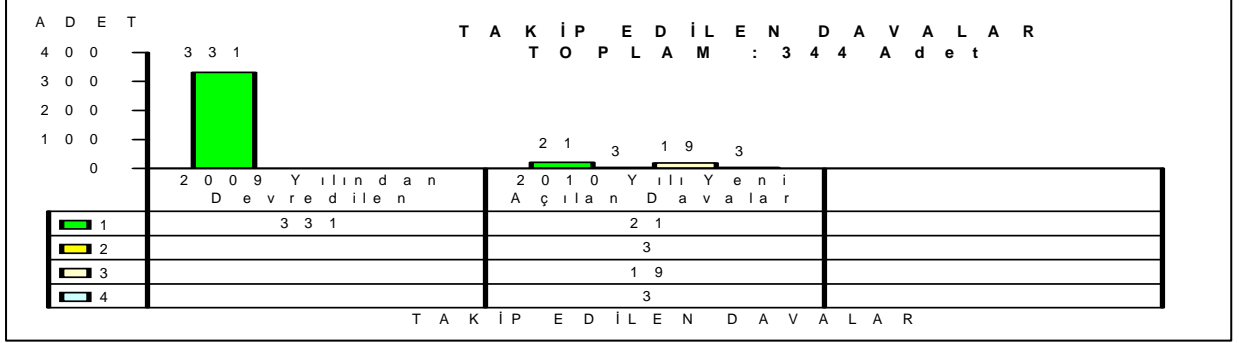 ADET
TAKİP EDİLEN DAVALAR
TOPLAM : 344 Adet
400
300
200
100
0
331
21
3
19
3
2009 Yılından
Devredilen
2010 Yılı Yeni
Açılan Davalar
1 331 21
2 3
3 19
4 3
TAKİP EDİLEN DAVALAR